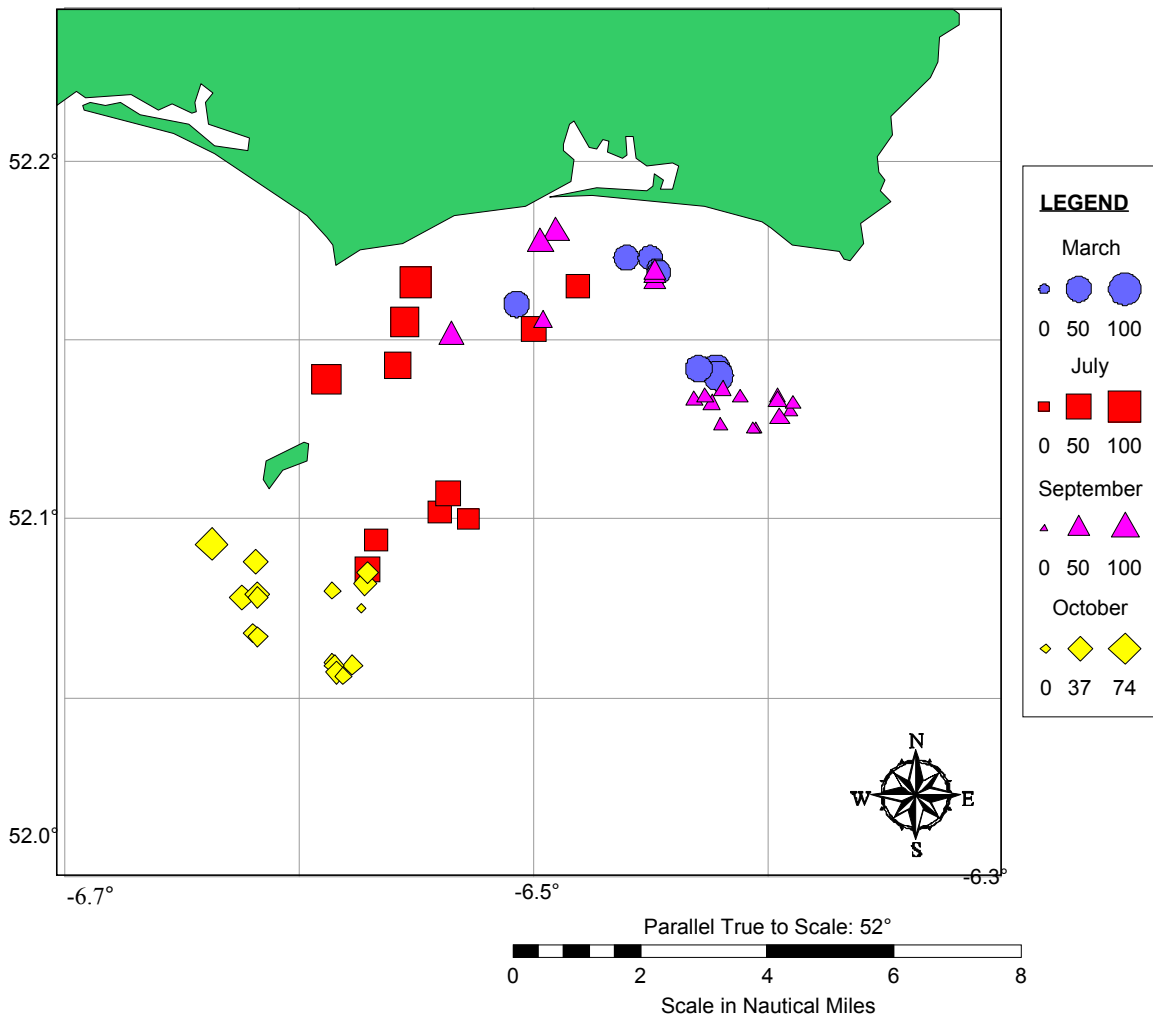 52.2°
52.1°
52.0°
-6.7°
-6.5°
-6.3°
LEGEND
March
0 50 100
July
0 50 100
September
0 50 100
October
0 37 74
N
W E
S
Parallel True to Scale: 52°
0 2 4 6 8
Scale in Nautical Miles